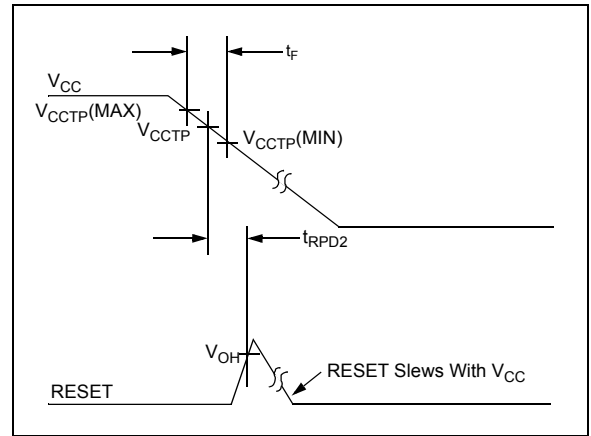 tF
VCC
VCCTP(MAX)
VCCTP
VCCTP(MIN)
tRPD2
VOH
RESET Slews With VCC
RESET